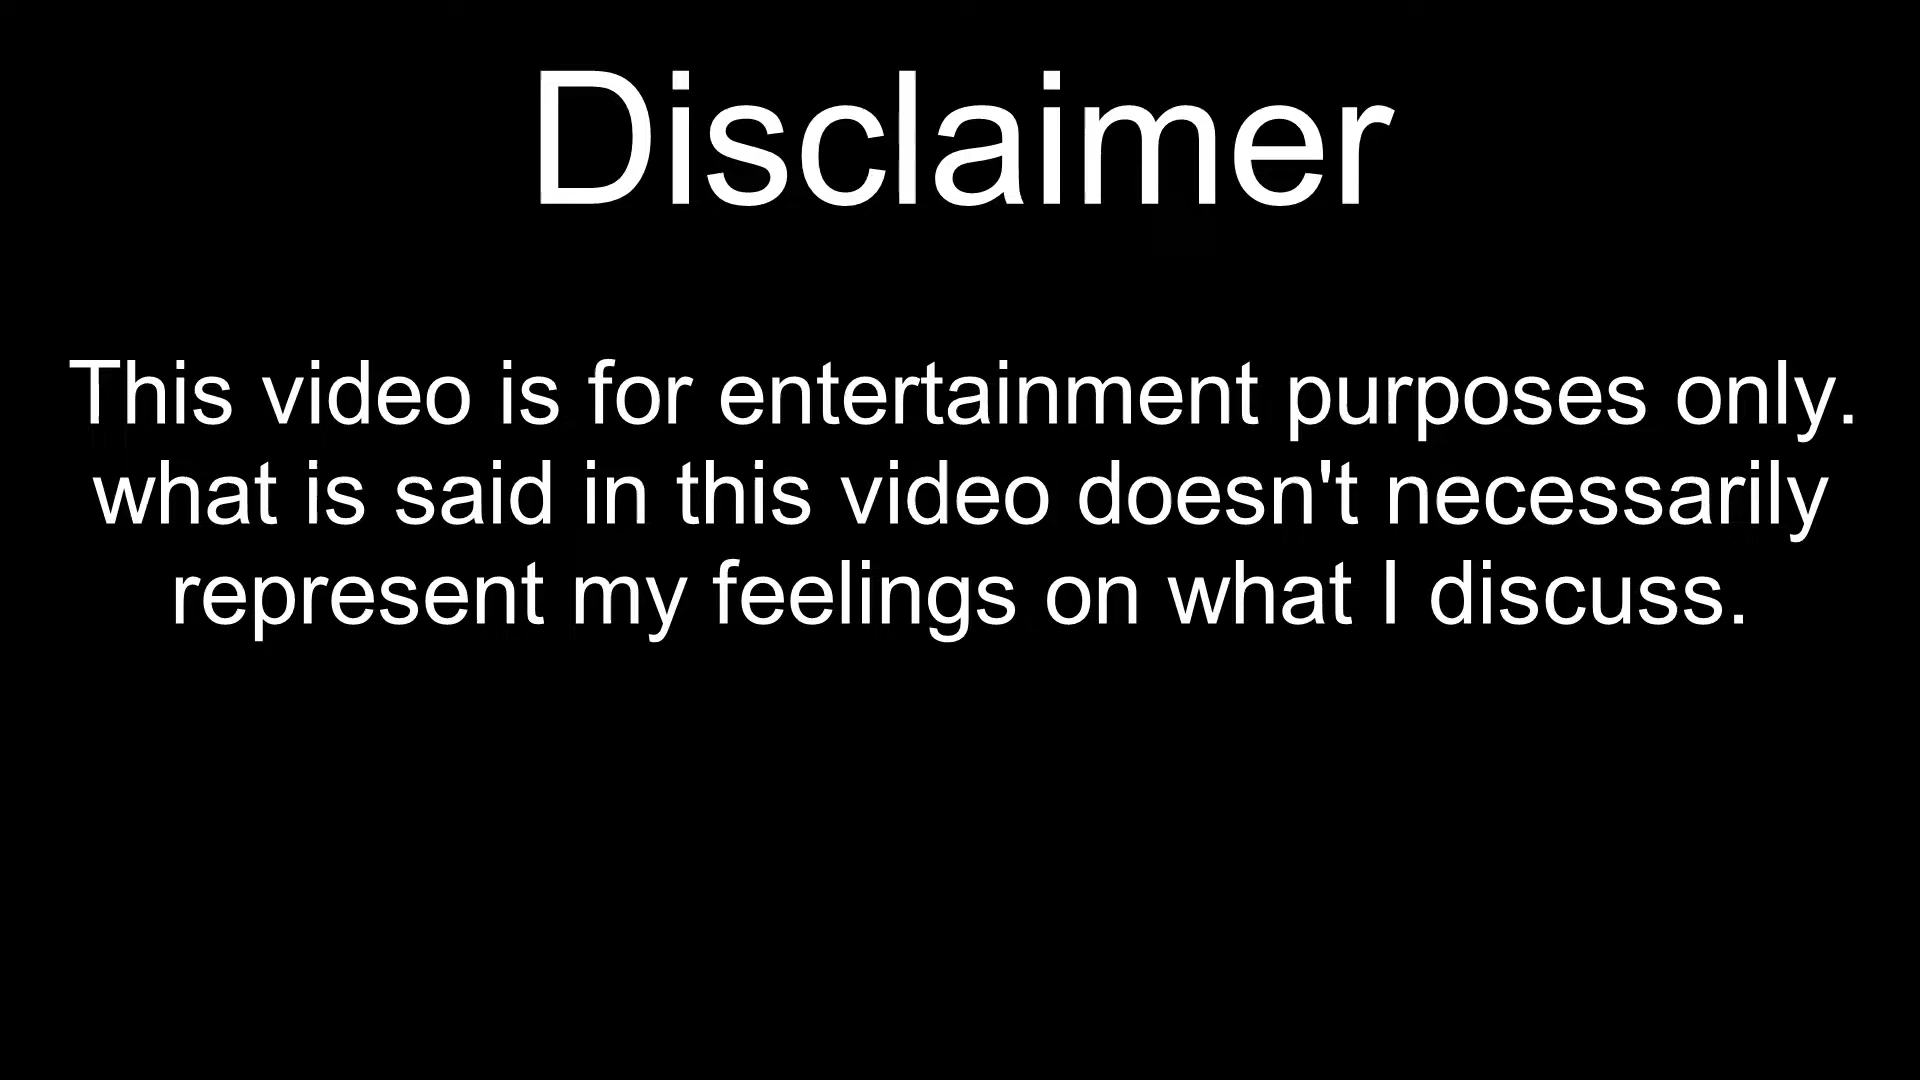 Disclaimer
This video is for entertainment purposes only.
what is said in this video doesn't necessarily
represent my feelings on what I discuss.